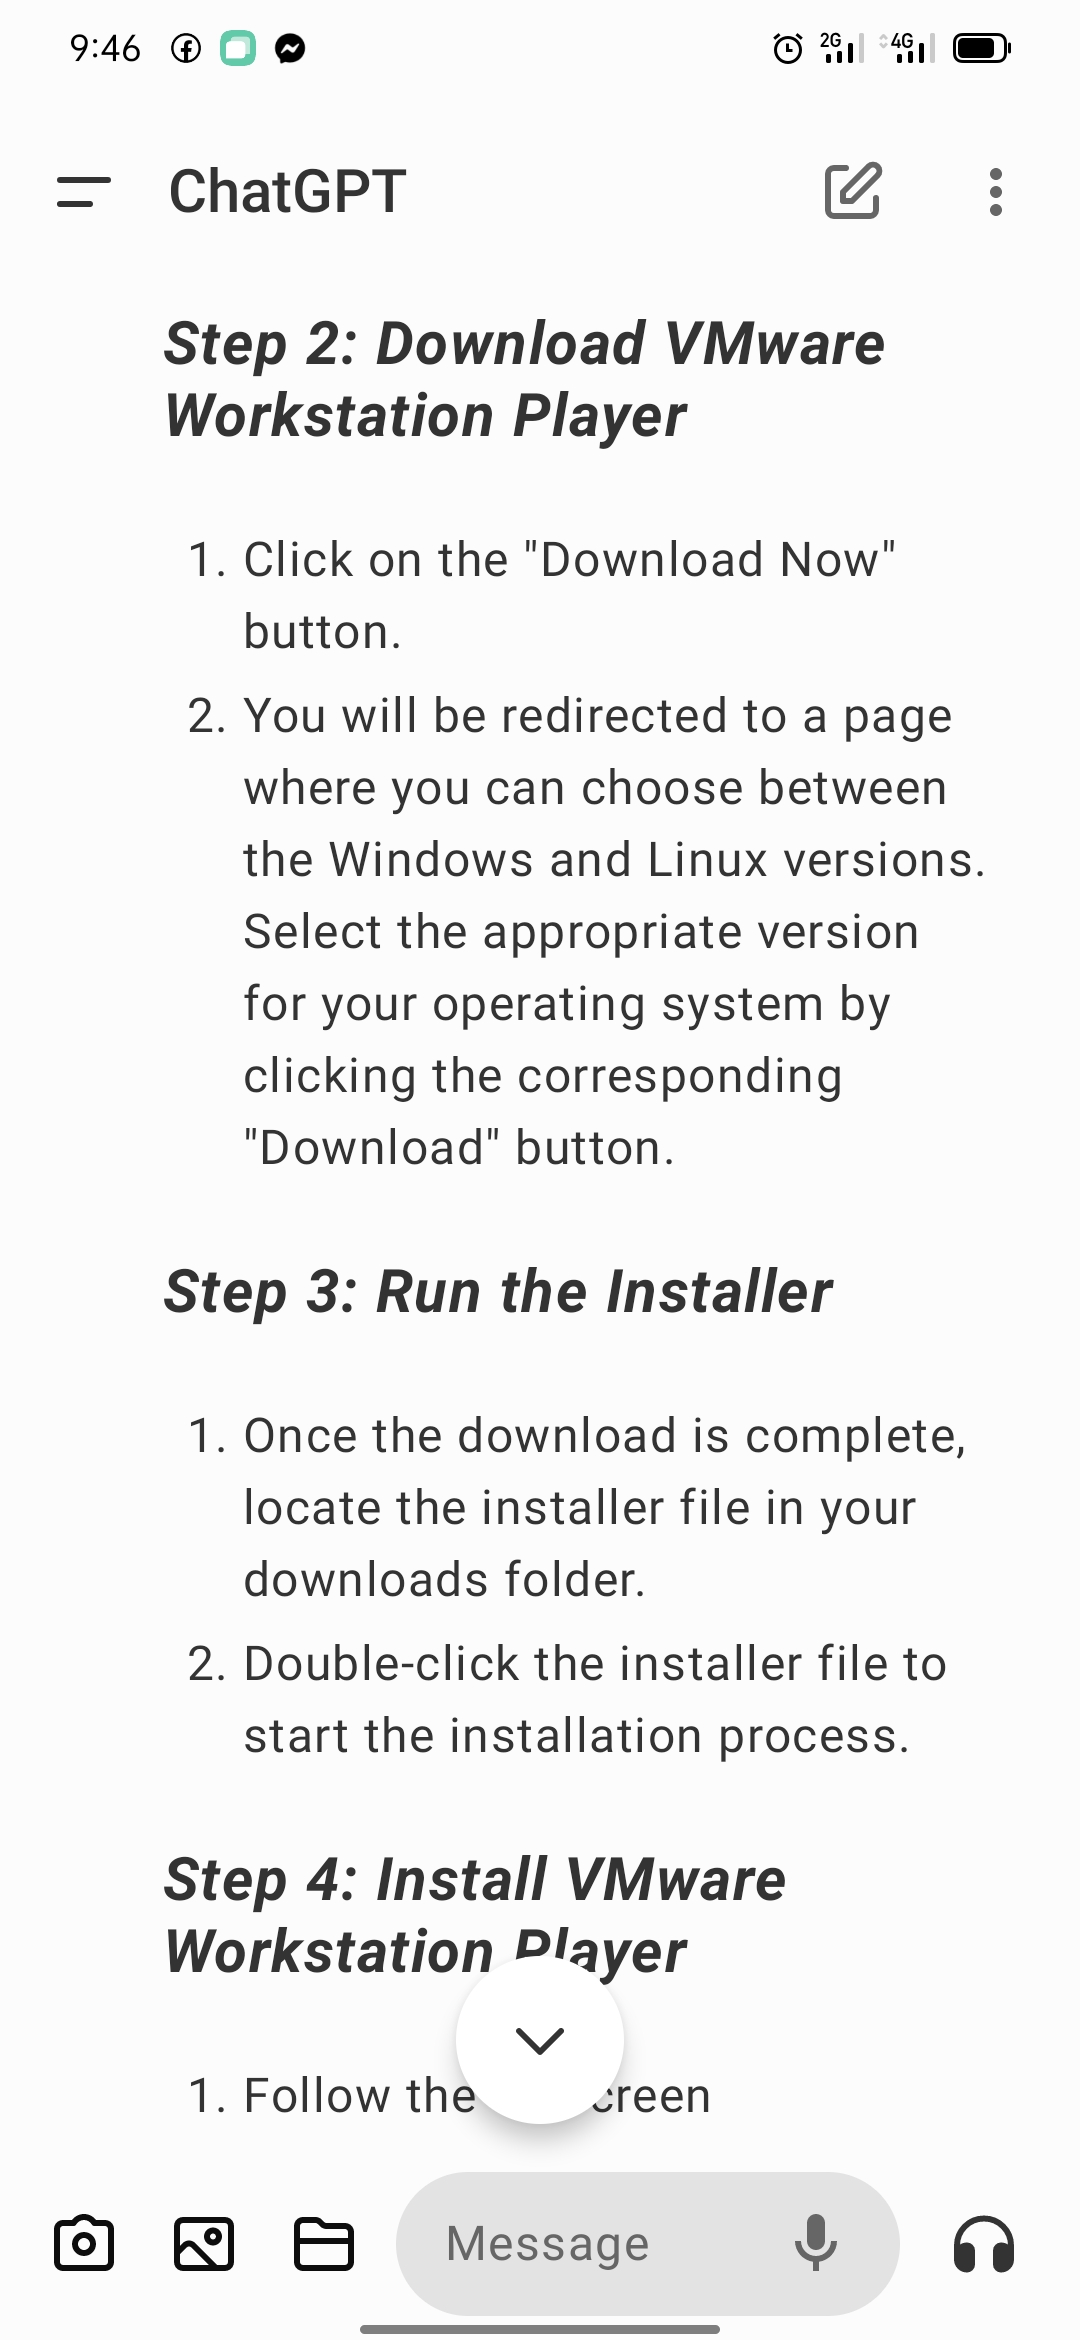 9:46
2G
4G
ChatGPT
Step 2: Download VMware
Workstation Player
1. Click on the "Download Now"
button.
2. You will be redirected to a page
where you can choose between
the Windows and Linux versions.
Select the appropriate version
for your operating system by
clicking the corresponding
"Download" button.
Step 3: Run the Installer
1. Once the download is complete,
locate the installer file in your
downloads folder.
2. Double-click the installer file to
start the installation process.
Step 4: Install VMware
Workstation Player
1. Follow the
Message